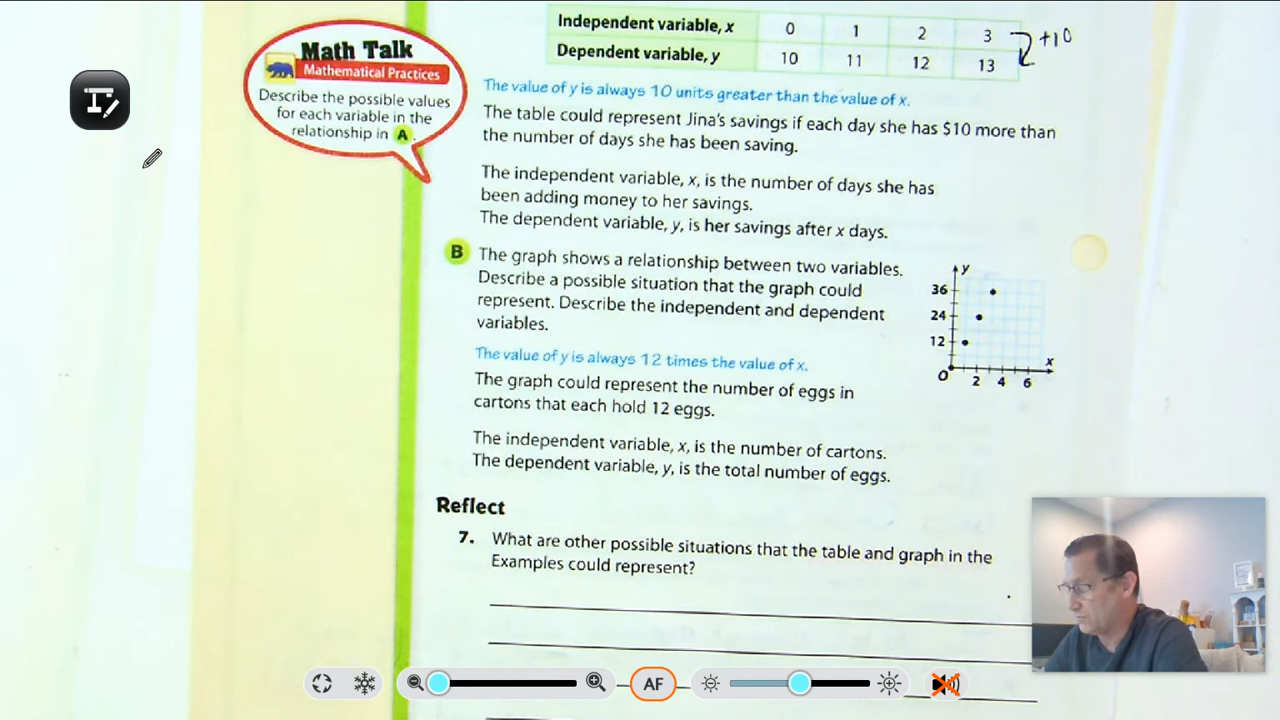 Independent variable, x 0 1 2 3
Dependent variable, y 10 11 12 13
+10
Math Talk
Mathematical Practices
Describe the possible values
for each variable in the
relationship in A.
The value of y is always 10 units greater than the value of x.
The table could represent Jina's savings if each day she has $10 more than
the number of days she has been saving.
The independent variable, x, is the number of days she has
been adding money to her savings.
The dependent variable, y, is her savings after x days.
B The graph shows a relationship between two variables.
Describe a possible situation that the graph could
represent. Describe the independent and dependent
variables.
y
36
24
12
O 2 4 6 x
The value of y is always 12 times the value of x.
The graph could represent the number of eggs in
cartons that each hold 12 eggs.
The independent variable, x, is the number of cartons.
The dependent variable, y, is the total number of eggs.
Reflect
7. What are other possible situations that the table and graph in the
Examples could represent?
AF